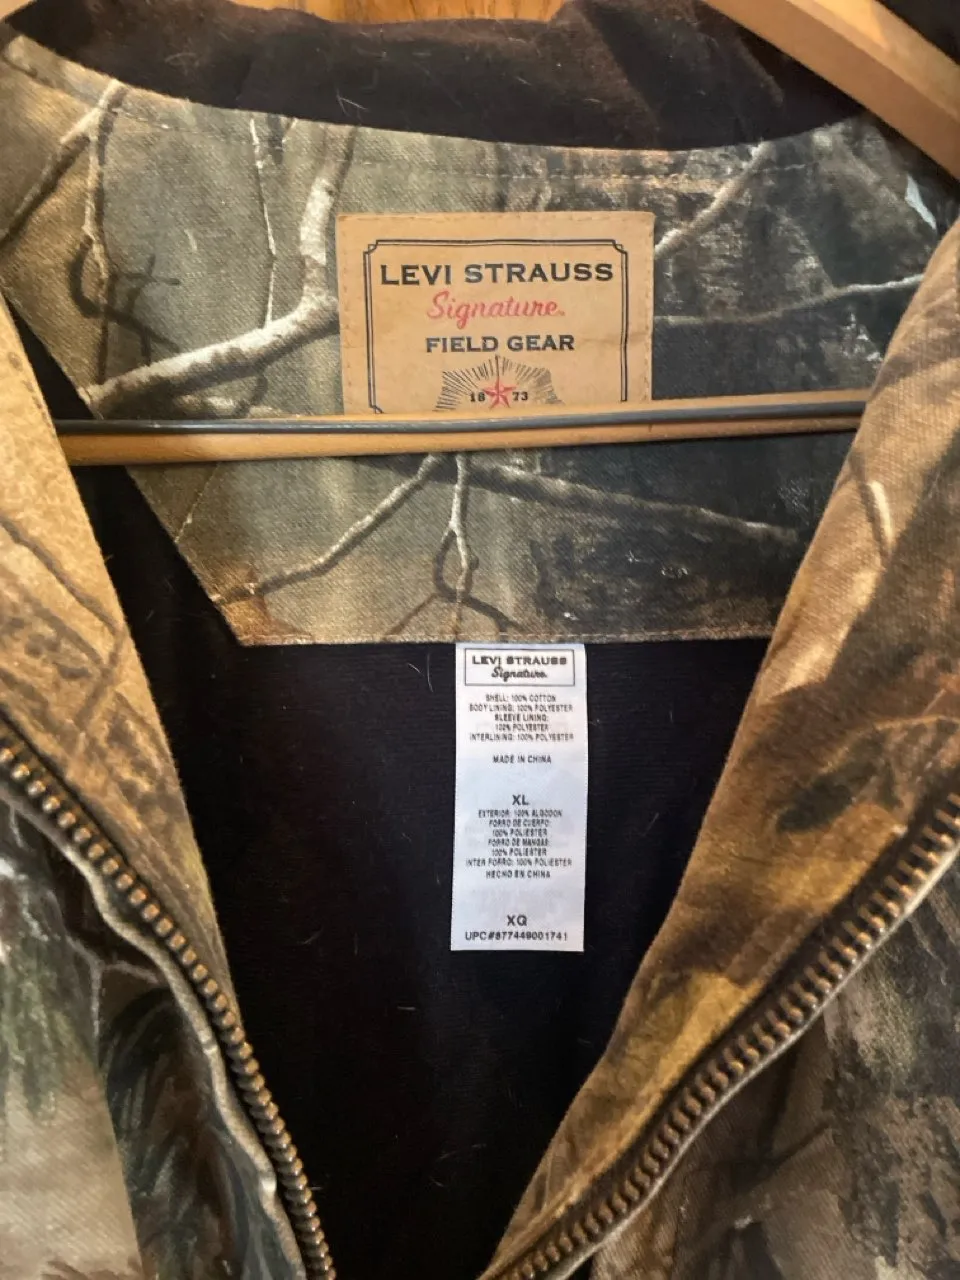 LEVI STRAUSS
Signature
FIELD GEAR
18 73
LEVI STRAUSS
Signature
SHELL: 100% COTTON
BODY LINING: 100% POLYESTER
SLEEVE LINING:
100% POLYESTER
INTERLINING: 100% POLYESTER
MADE IN CHINA
XL
EXTERIOR: 100% ALGODON
FORRO DE CUERPO:
100% POLIESTER
FORRO DE MANGAS:
100% POLIESTER
INTER FORRO: 100% POLIESTER
HECHO EN CHINA
XG
UPC#877449001741